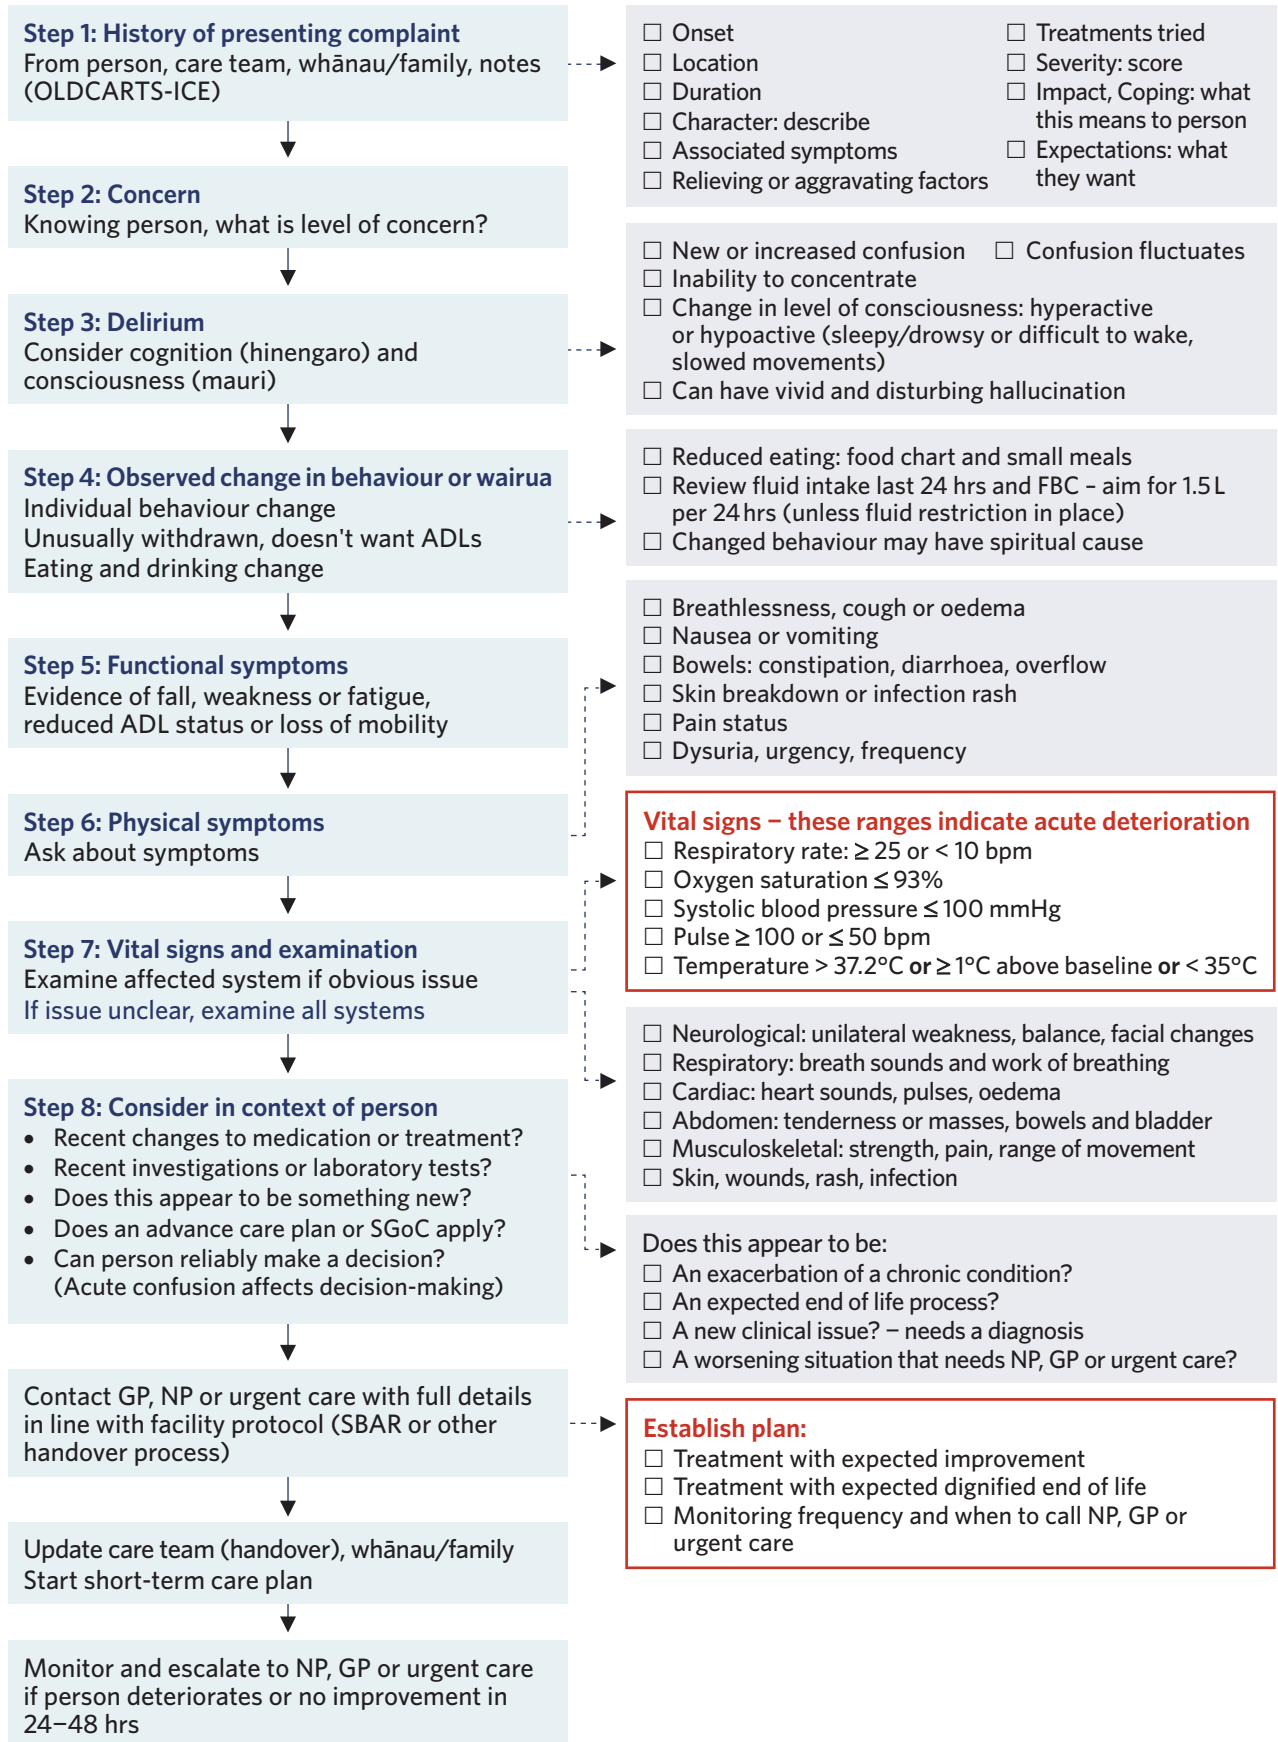 Step 1: History of presenting complaint
From person, care team, whānau/family, notes
(OLDCARTS-ICE)
☐ Onset
☐ Location
☐ Duration
☐ Character: describe
☐ Associated symptoms
☐ Relieving or aggravating factors
☐ Treatments tried
☐ Severity: score
☐ Impact, Coping: what
this means to person
☐ Expectations: what
they want
Step 2: Concern
Knowing person, what is level of concern?
Step 3: Delirium
Consider cognition (hinengaro) and
consciousness (mauri)
☐ New or increased confusion ☐ Confusion fluctuates
☐ Inability to concentrate
☐ Change in level of consciousness: hyperactive
or hypoactive (sleepy/drowsy or difficult to wake,
slowed movements)
☐ Can have vivid and disturbing hallucination
Step 4: Observed change in behaviour or wairua
Individual behaviour change
Unusually withdrawn, doesn't want ADLs
Eating and drinking change
☐ Reduced eating: food chart and small meals
☐ Review fluid intake last 24 hrs and FBC – aim for 1.5 L
per 24 hrs (unless fluid restriction in place)
☐ Changed behaviour may have spiritual cause
Step 5: Functional symptoms
Evidence of fall, weakness or fatigue,
reduced ADL status or loss of mobility
Step 6: Physical symptoms
Ask about symptoms
☐ Breathlessness, cough or oedema
☐ Nausea or vomiting
☐ Bowels: constipation, diarrhoea, overflow
☐ Skin breakdown or infection rash
☐ Pain status
☐ Dysuria, urgency, frequency
Step 7: Vital signs and examination
Examine affected system if obvious issue
If issue unclear, examine all systems
Vital signs – these ranges indicate acute deterioration
☐ Respiratory rate: ≥ 25 or < 10 bpm
☐ Oxygen saturation ≤ 93%
☐ Systolic blood pressure ≤ 100 mmHg
☐ Pulse ≥ 100 or ≤ 50 bpm
☐ Temperature > 37.2°C or ≥ 1°C above baseline or < 35°C
☐ Neurological: unilateral weakness, balance, facial changes
☐ Respiratory: breath sounds and work of breathing
☐ Cardiac: heart sounds, pulses, oedema
☐ Abdomen: tenderness or masses, bowels and bladder
☐ Musculoskeletal: strength, pain, range of movement
☐ Skin, wounds, rash, infection
Step 8: Consider in context of person
• Recent changes to medication or treatment?
• Recent investigations or laboratory tests?
• Does this appear to be something new?
• Does an advance care plan or SGoC apply?
• Can person reliably make a decision?
(Acute confusion affects decision-making)
Does this appear to be:
☐ An exacerbation of a chronic condition?
☐ An expected end of life process?
☐ A new clinical issue? – needs a diagnosis
☐ A worsening situation that needs NP, GP or urgent care?
Contact GP, NP or urgent care with full details
in line with facility protocol (SBAR or other
handover process)
Establish plan:
☐ Treatment with expected improvement
☐ Treatment with expected dignified end of life
☐ Monitoring frequency and when to call NP, GP or
urgent care
Update care team (handover), whānau/family
Start short-term care plan
Monitor and escalate to NP, GP or urgent care
if person deteriorates or no improvement in
24–48 hrs